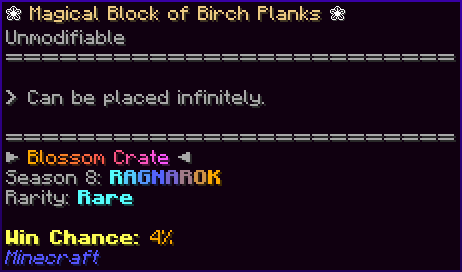 ❀ Magical Block of Birch Planks ❀
Unmodifiable
===================================
> Can be placed infinitely.
===================================
► Blossom Crate ◄
Season 8: RAGNAROK
Rarity: Rare
Win Chance: 4%
Minecraft